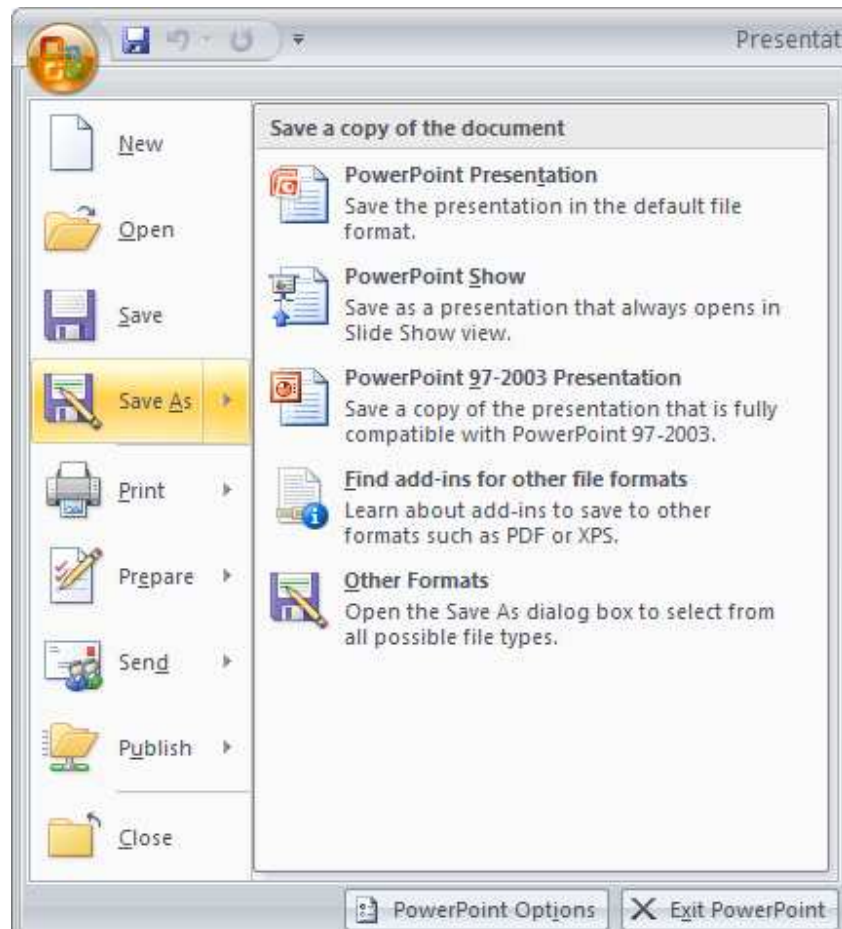 Presentat
New
Open
Save
Save As
Print
Prepare
Send
Publish
Close
Save a copy of the document
PowerPoint Presentation
Save the presentation in the default file
format.
PowerPoint Show
Save as a presentation that always opens in
Slide Show view.
PowerPoint 97-2003 Presentation
Save a copy of the presentation that is fully
compatible with PowerPoint 97-2003.
Find add-ins for other file formats
Learn about add-ins to save to other
formats such as PDF or XPS.
Other Formats
Open the Save As dialog box to select from
all possible file types.
PowerPoint Options
Exit PowerPoint